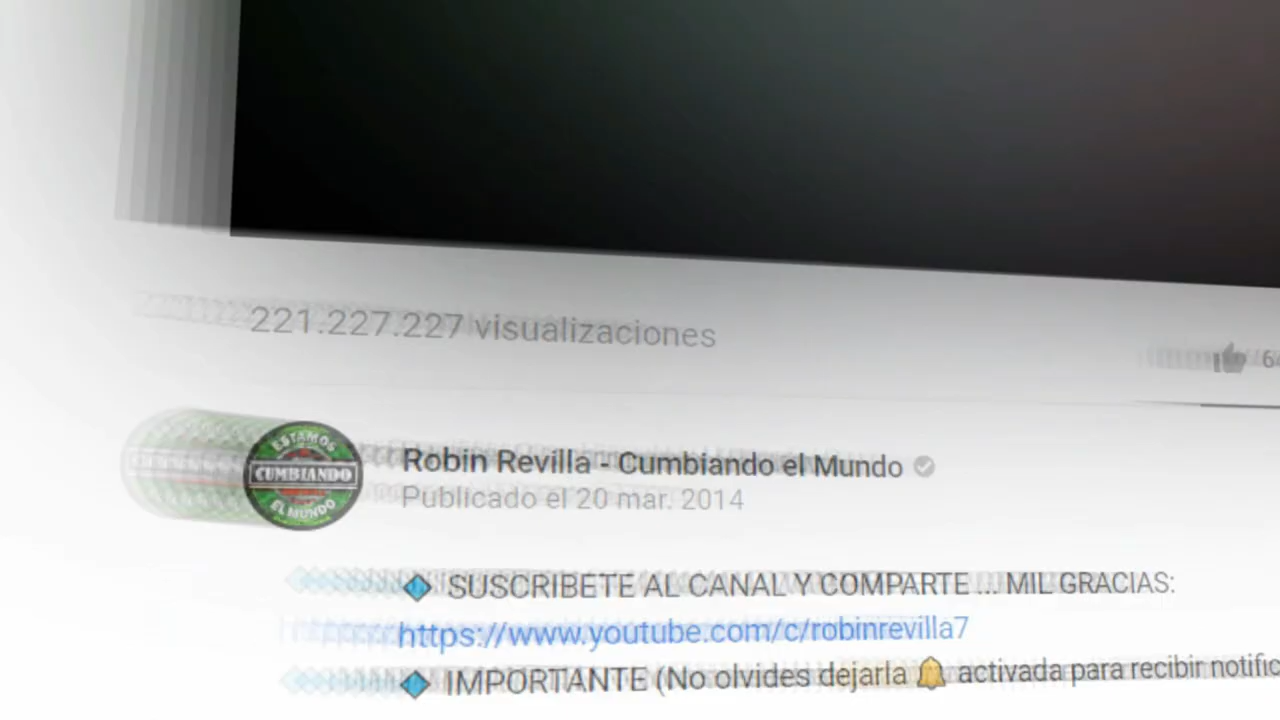 221.227.227 visualizaciones
ESTAMOS
CUMBIANDO
EL MUNDO
Robin Revilla - Cumbiando el Mundo
Publicado el 20 mar. 2014
SUSCRIBETE AL CANAL Y COMPARTE ... MIL GRACIAS:
https://www.youtube.com/c/robinrevilla7
IMPORTANTE (No olvides dejarla 🔔 activada para recibir